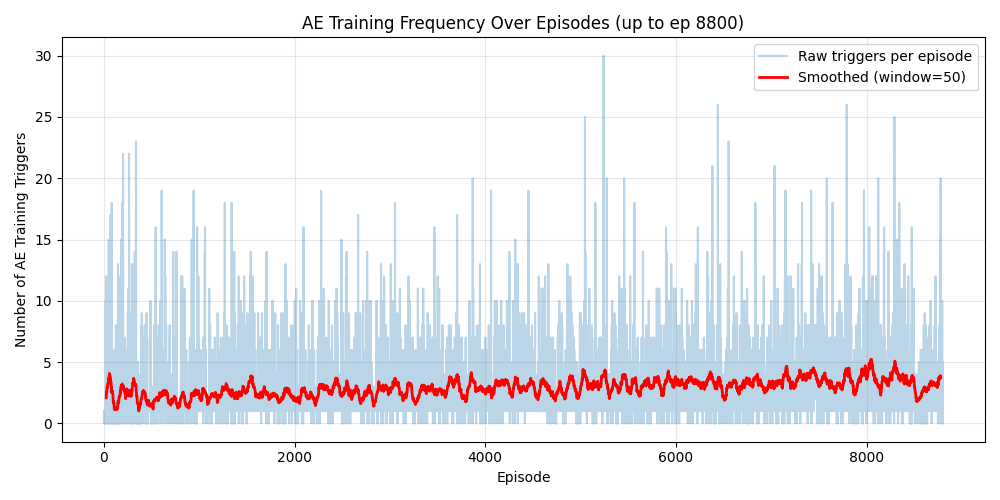 AE Training Frequency Over Episodes (up to ep 8800)
Raw triggers per episode
Smoothed (window=50)
Number of AE Training Triggers
30
25
20
15
10
5
0
0 2000 4000 6000 8000
Episode